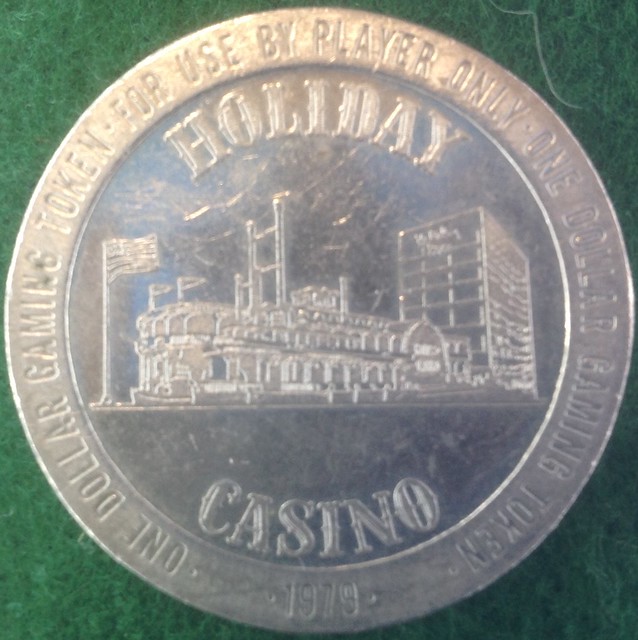 ONE DOLLAR GAMING TOKEN · FOR USE BY PLAYER ONLY · ONE DOLLAR GAMING TOKEN ·
HOLIDAY
CASINO
· 1979 ·